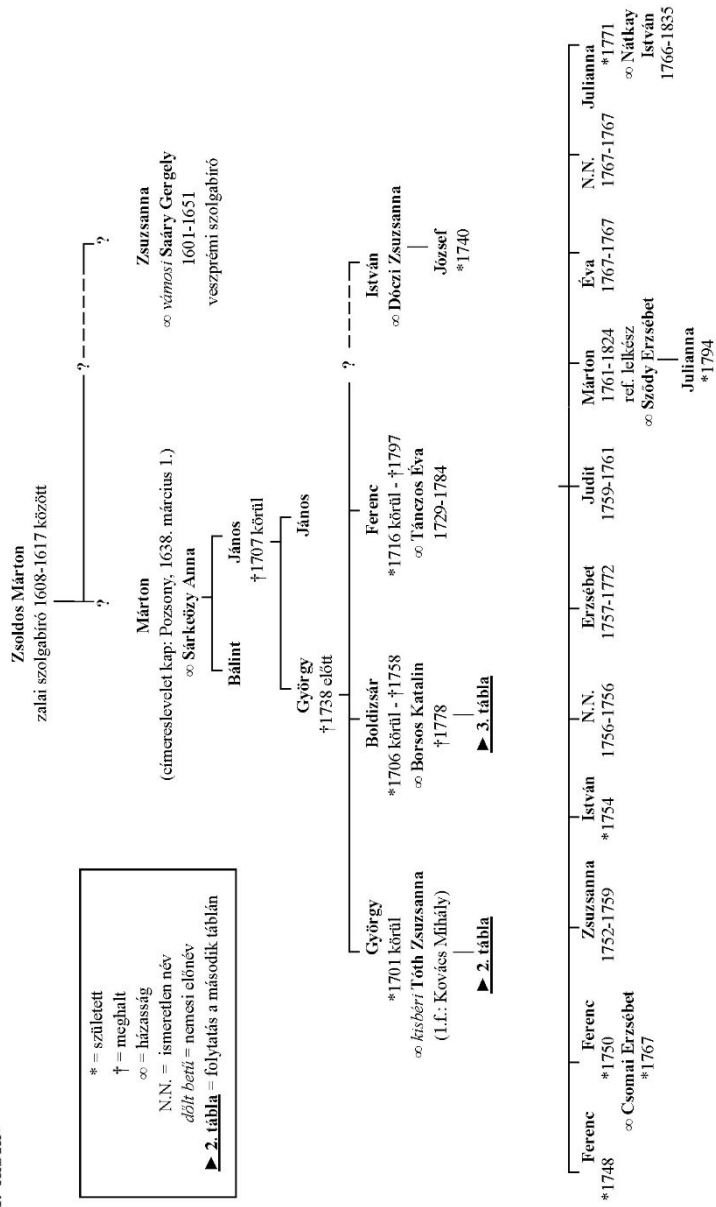 Zsoldos Márton
zalai szolgabíró 1608-1617 között
?
?
?
Márton
(címereslevelet kap: Pozsony, 1638. március 1.)
∞ Sárkeözy Anna
Zsuzsanna
∞ vámosi Saáry Gergely
1601-1651
veszprémi szolgabíró
Bálint
János
†1707 körül
György
†1738 előtt
János
?
György
*1701 körül
∞ kisbéri Tóth Zsuzsanna
(1.f.: Kovács Mihály)
► 2. tábla
Boldizsár
*1706 körül - †1758
∞ Borsos Katalin
†1778
► 3. tábla
Ferenc
*1716 körül - †1797
∞ Tánczos Éva
1729-1784
István
∞ Dóczi Zsuzsanna
József
*1740
Ferenc
*1748
Ferenc
*1750
∞ Csomai Erzsébet
*1767
Zsuzsanna
1752-1759
István
*1754
N.N.
1756-1756
Erzsébet
1757-1772
Judit
1759-1761
Márton
1761-1824
ref. lelkész
∞ Sződy Erzsébet
Julianna
*1794
Éva
1767-1767
N.N.
1767-1767
Julianna
*1771
∞ Nátkay
István
1766-1835
* = született
† = meghalt
∞ = házasság
N.N. = ismeretlen név
dőlt betű = nemesi előnév
► 2. tábla = folytatás a második táblán